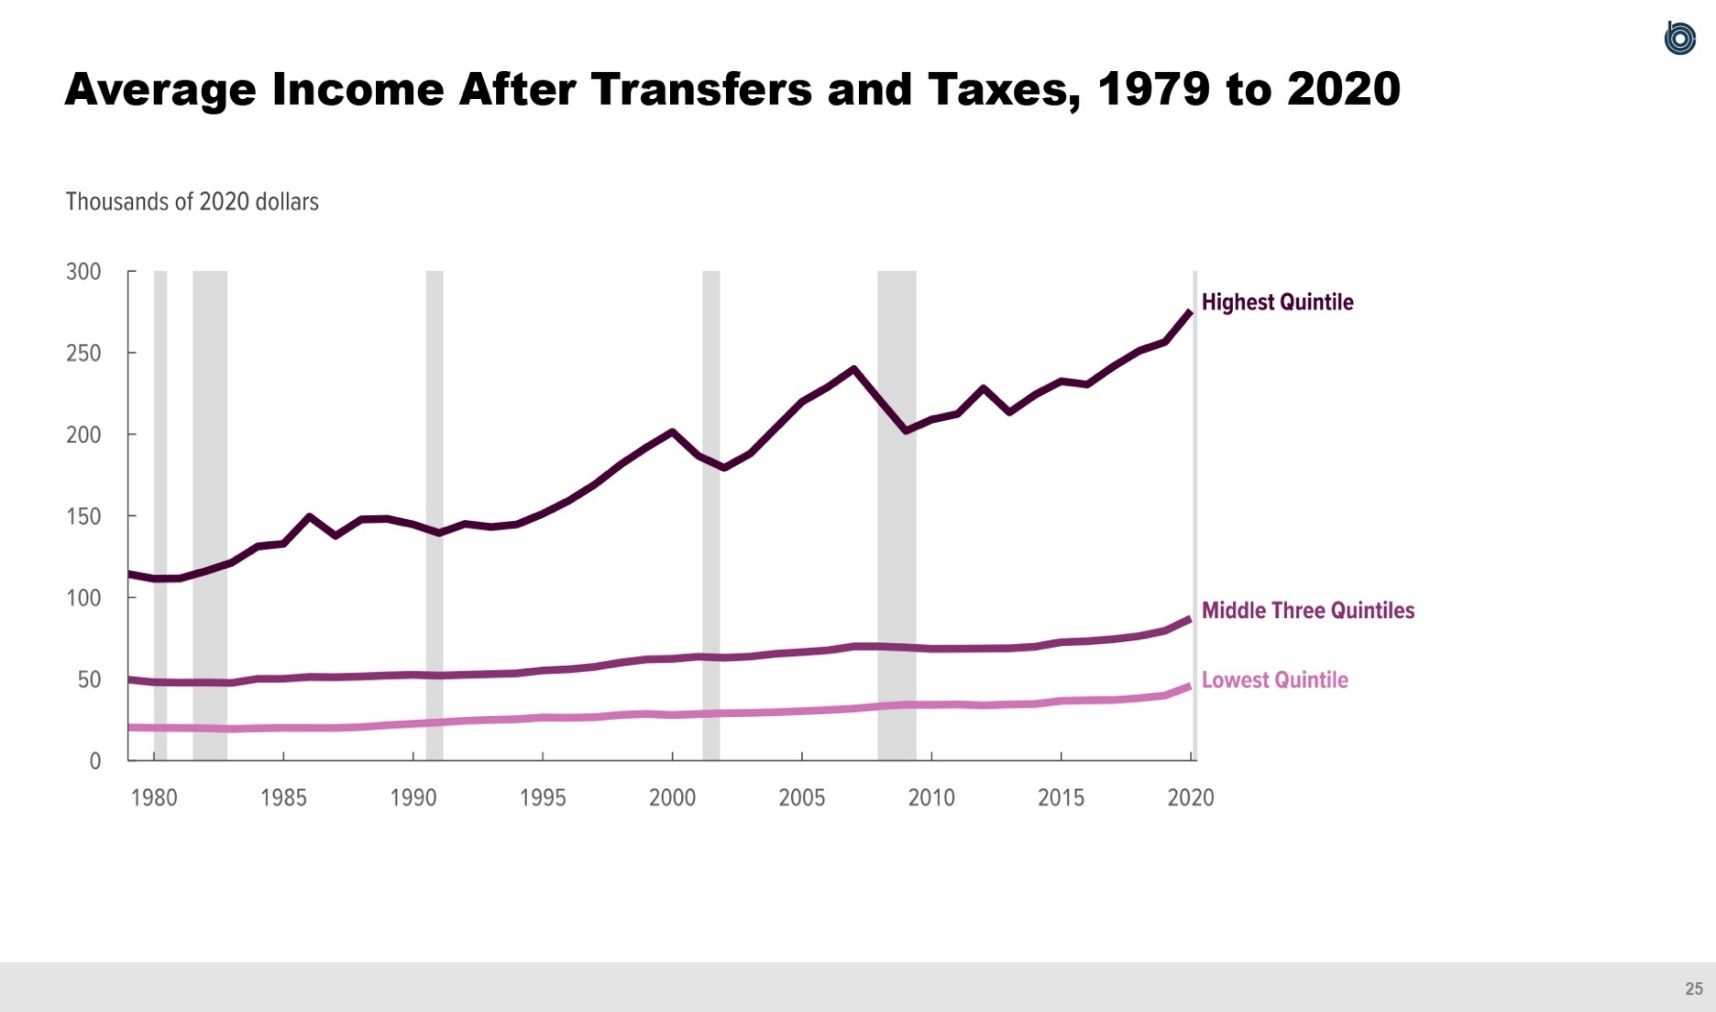 Average Income After Transfers and Taxes, 1979 to 2020
Thousands of 2020 dollars
300
250
200
150
100
50
0
Highest Quintile
Middle Three Quintiles
Lowest Quintile
1980 1985 1990 1995 2000 2005 2010 2015 2020
25